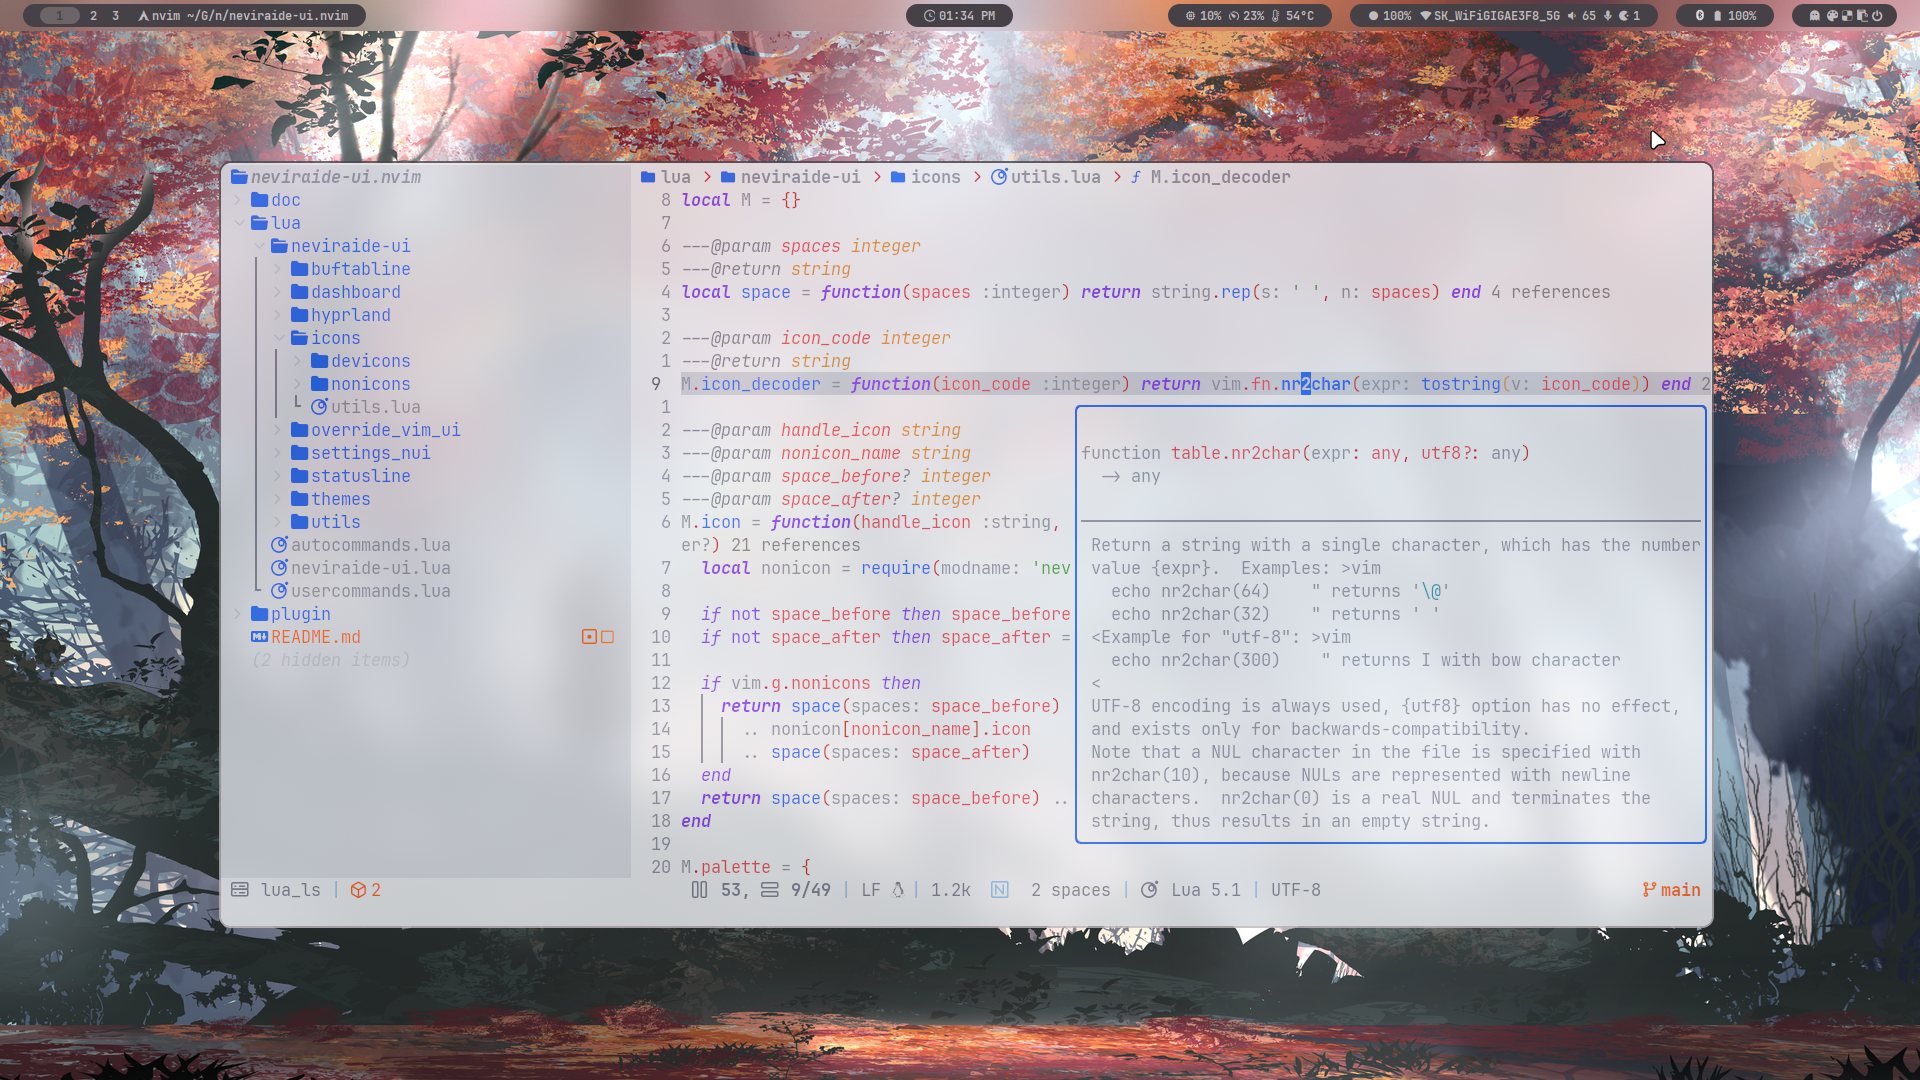 1 2 3 nvim ~/G/n/neviraide-ui.nvim
01:34 PM
10% 23% 54°C
100% SK_WiFiGIGAE3F8_5G 65 1
100%
neviraide-ui.nvim
doc
lua
neviraide-ui
buftabline
dashboard
hyprland
icons
devicons
nonicons
utils.lua
override_vim_ui
settings_nui
statusline
themes
utils
autocommands.lua
neviraide-ui.lua
usercommands.lua
plugin
README.md
(2 hidden items)
lua > neviraide-ui > icons > utils.lua > ƒ M.icon_decoder
8 local M = {}
7
6 ---@param spaces integer
5 ---@return string
4 local space = function(spaces :integer) return string.rep(s: ' ', n: spaces) end 4 references
3
2 ---@param icon_code integer
1 ---@return string
9 M.icon_decoder = function(icon_code :integer) return vim.fn.nr2char(expr: tostring(v: icon_code)) end 2
1
2 ---@param handle_icon string
3 ---@param nonicon_name string
4 ---@param space_before? integer
5 ---@param space_after? integer
6 M.icon = function(handle_icon :string,
er?) 21 references
7 local nonicon = require(modname: 'nev
8
9 if not space_before then space_before
10 if not space_after then space_after =
11
12 if vim.g.nonicons then
13 return space(spaces: space_before)
14 .. nonicon[nonicon_name].icon
15 .. space(spaces: space_after)
16 end
17 return space(spaces: space_before) ..
18 end
19
20 M.palette = {
function table.nr2char(expr: any, utf8?: any)
-> any
Return a string with a single character, which has the number
value {expr}.  Examples: >vim
echo nr2char(64)    " returns '\@'
echo nr2char(32)    " returns ' '
<Example for "utf-8": >vim
echo nr2char(300)    " returns I with bow character
<
UTF-8 encoding is always used, {utf8} option has no effect,
and exists only for backwards-compatibility.
Note that a NUL character in the file is specified with
nr2char(10), because NULs are represented with newline
characters.  nr2char(0) is a real NUL and terminates the
string, thus results in an empty string.
lua_ls | 2
53, 9/49 | LF | 1.2k N 2 spaces | Lua 5.1 | UTF-8
main